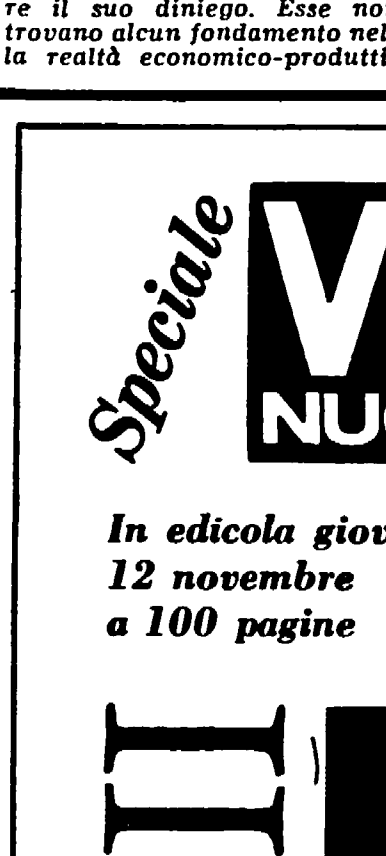 re il suo diniego. Esse no
trovano alcun fondamento nel
la realtà economico-produtti
Speciale
V
NU
In edicola giov
12 novembre
a 100 pagine